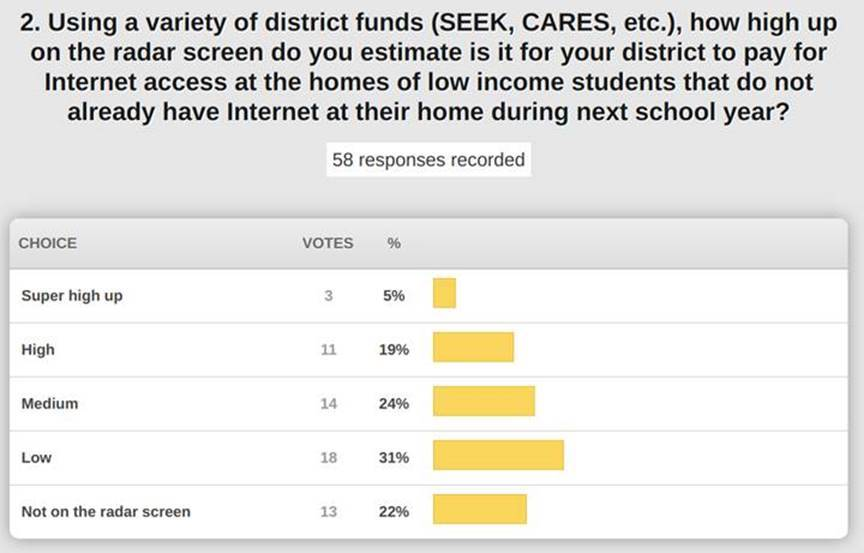 2. Using a variety of district funds (SEEK, CARES, etc.), how high up
on the radar screen do you estimate is it for your district to pay for
Internet access at the homes of low income students that do not
already have Internet at their home during next school year?
58 responses recorded
CHOICE VOTES %
Super high up 3 5%
High 11 19%
Medium 14 24%
Low 18 31%
Not on the radar screen 13 22%